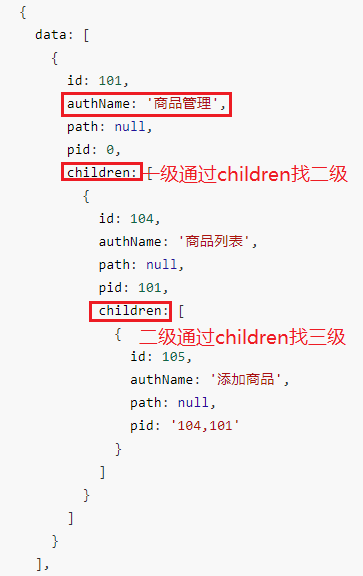 {
data: [
{
id: 101,
authName: '商品管理',
path: null,
pid: 0,
children: [ 一级通过children找二级
{
id: 104,
authName: '商品列表',
path: null,
pid: 101,
children: [
{ 二级通过children找三级
id: 105,
authName: '添加商品',
path: null,
pid: '104,101'
}
]
}
]
}
],